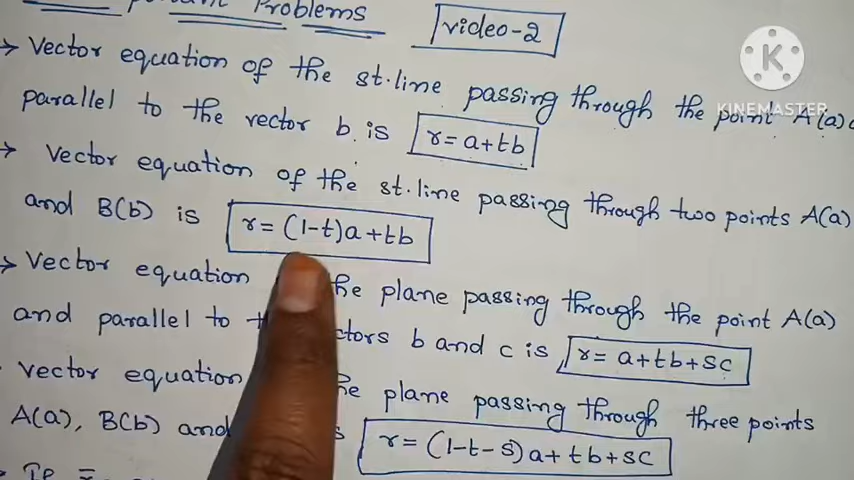 Problems
video-2
→ Vector equation of the st.line passing through the point A(a)
parallel to the vector b is r=a+tb
→ Vector equation of the st.line passing through two points A(a)
and B(b) is r=(1-t)a+tb
→ Vector equation the plane passing through the point A(a)
and parallel to b and c is r= a+tb+sc
Vector equation the plane passing through three points
A(a), B(b) and r= (1-t-s)a+tb+sc
K
KINEMASTER